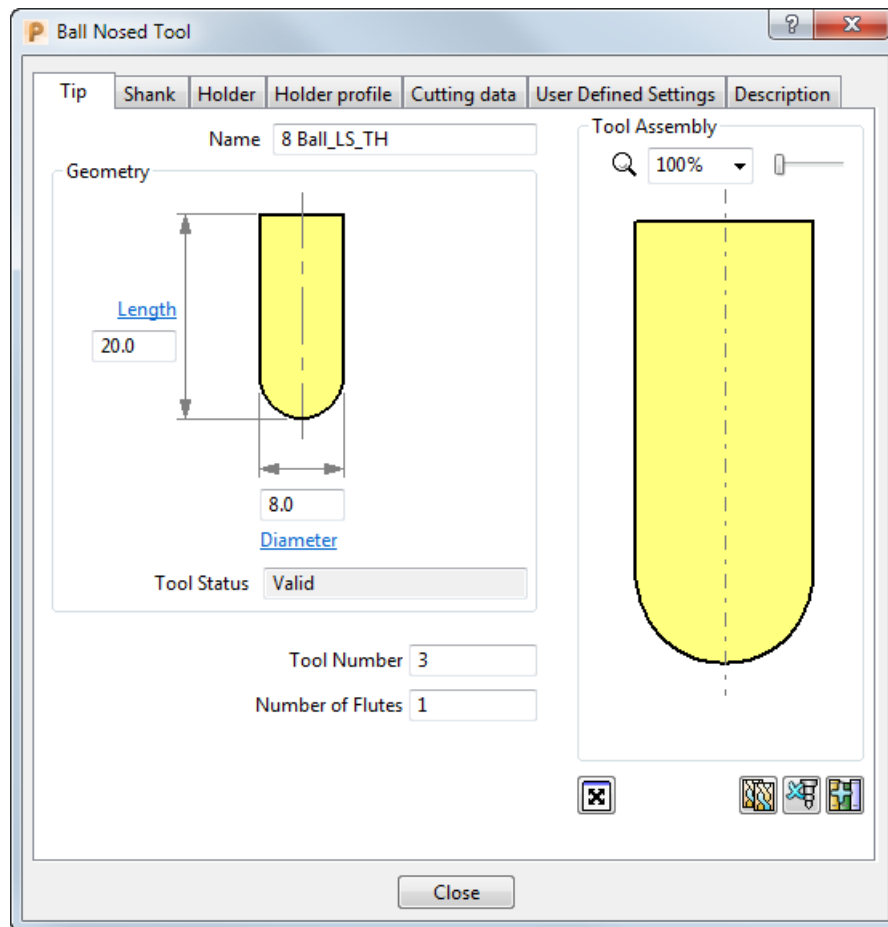 P Ball Nosed Tool
?
Tip Shank Holder Holder profile Cutting data User Defined Settings Description
Name 8 Ball_LS_TH
Tool Assembly
100%
Geometry
Length
20.0
8.0
Diameter
Tool Status Valid
Tool Number 3
Number of Flutes 1
Close